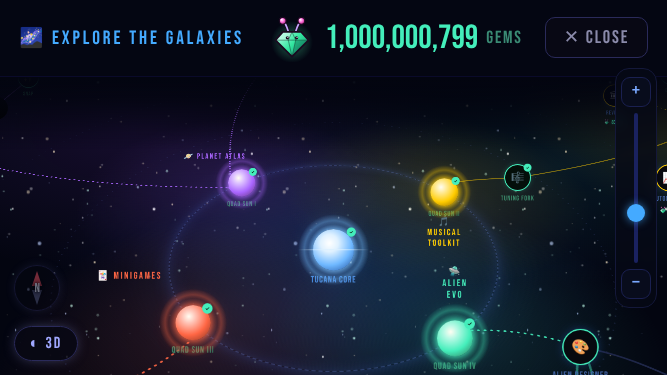 EXPLORE THE GALAXIES
1,000,000,799 GEMS
✕ CLOSE
+
PLANET ATLAS
QUAD SUN I
TUNING FORK
QUAD SUN II
MUSICAL
TOOLKIT
TUCANA CORE
MINIGAMES
ALIEN
EVO
N
−
3D
QUAD SUN III
QUAD SUN IV
ALIEN DESIGNER